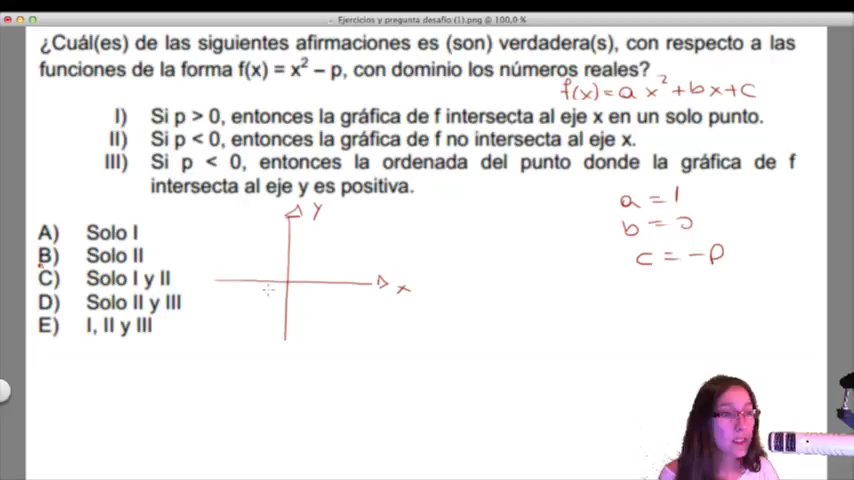 Ejercicios y pregunta desafío (1).png @ 100,0 %
¿Cuál(es) de las siguientes afirmaciones es (son) verdadera(s), con respecto a las
funciones de la forma f(x) = x² – p, con dominio los números reales?
f(x)=ax²+bx+c
I) Si p > 0, entonces la gráfica de f intersecta al eje x en un solo punto.
II) Si p < 0, entonces la gráfica de f no intersecta al eje x.
III) Si p < 0, entonces la ordenada del punto donde la gráfica de f
intersecta al eje y es positiva.
a = 1
b = 0
c = -p
y
x
A) Solo I
B) Solo II
C) Solo I y II
D) Solo II y III
E) I, II y III